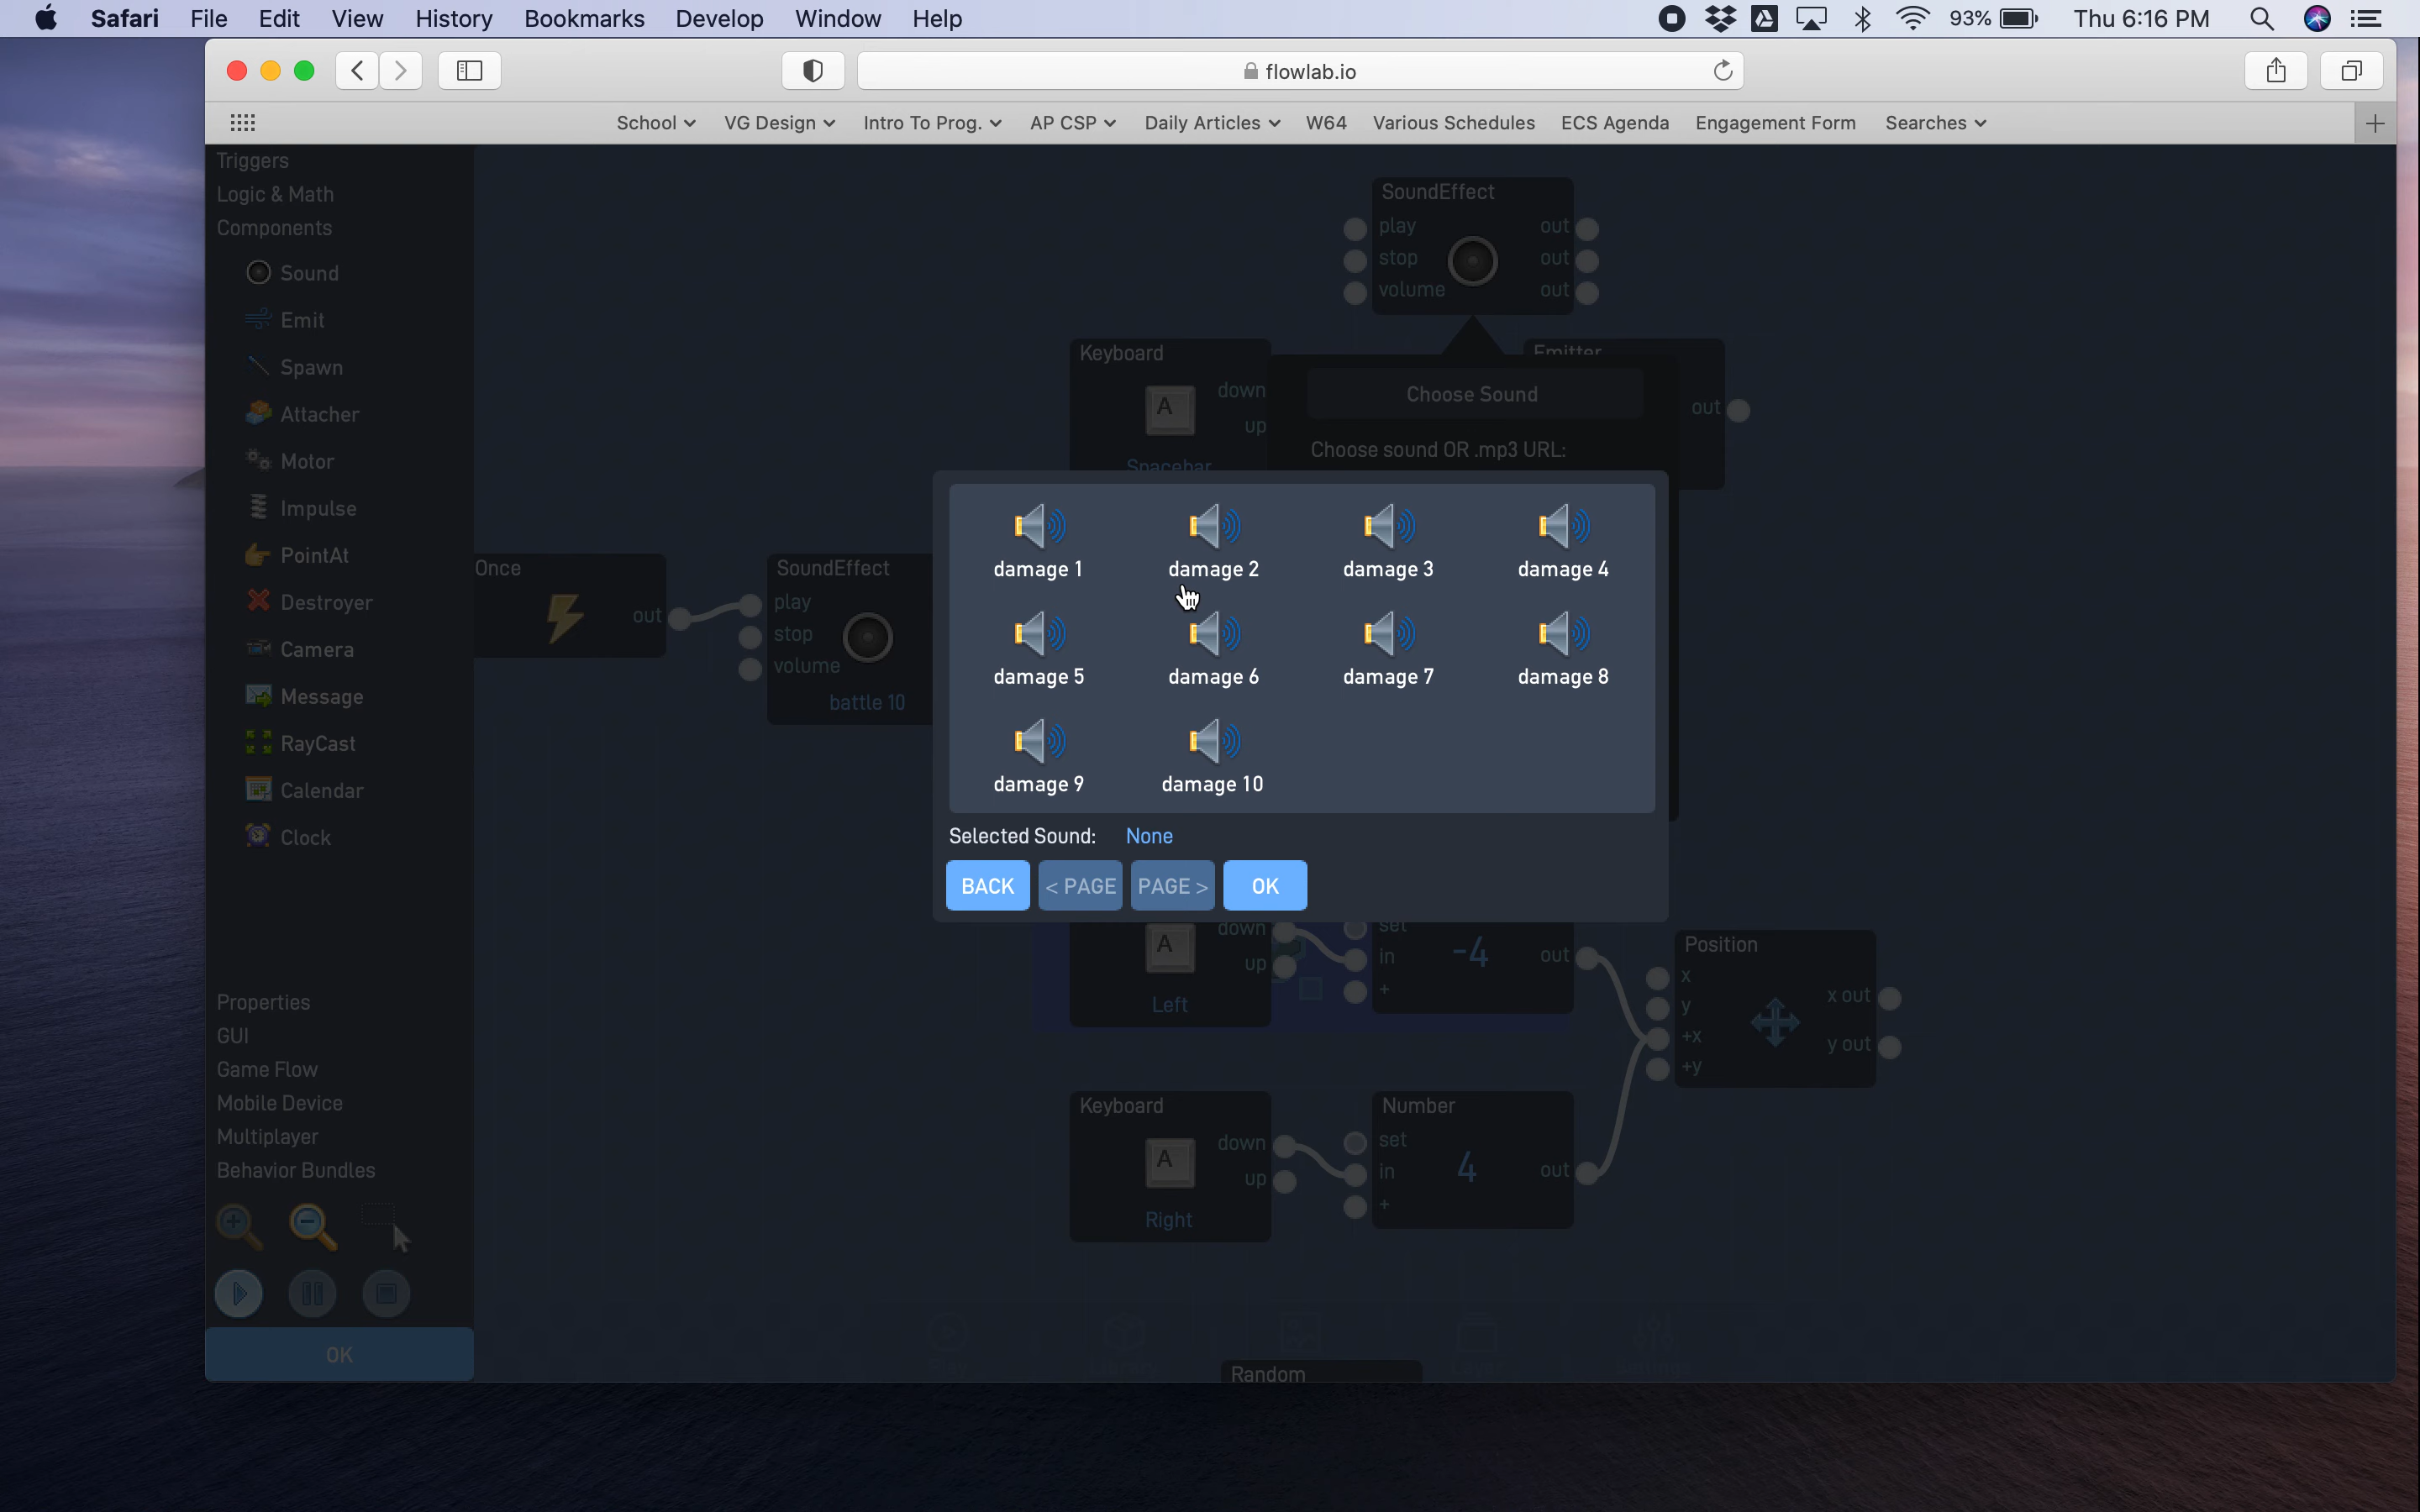 Safari File Edit View History Bookmarks Develop Window Help 93% Thu 6:16 PM
flowlab.io
School VG Design Intro To Prog. AP CSP Daily Articles W64 Various Schedules ECS Agenda Engagement Form Searches
Triggers
Logic & Math
Components
Sound
Emit
Spawn
Attacher
Motor
Impulse
PointAt
Destroyer
Camera
Message
RayCast
Calendar
Clock
Properties
GUI
Game Flow
Mobile Device
Multiplayer
Behavior Bundles
OK
SoundEffect
play out
stop out
volume out
Keyboard
A
down
up
Spacebar
Emitter
out
Choose Sound
Choose sound OR .mp3 URL:
Once
out
SoundEffect
play
stop
volume
battle 10
damage 1 damage 2 damage 3 damage 4
damage 5 damage 6 damage 7 damage 8
damage 9 damage 10
Selected Sound: None
BACK < PAGE PAGE > OK
A
down
up
Left
set
in -4 out
+
Position
x
y
+x
+y
x out
y out
Keyboard
A
down
up
Right
Number
set
in 4 out
+
Random